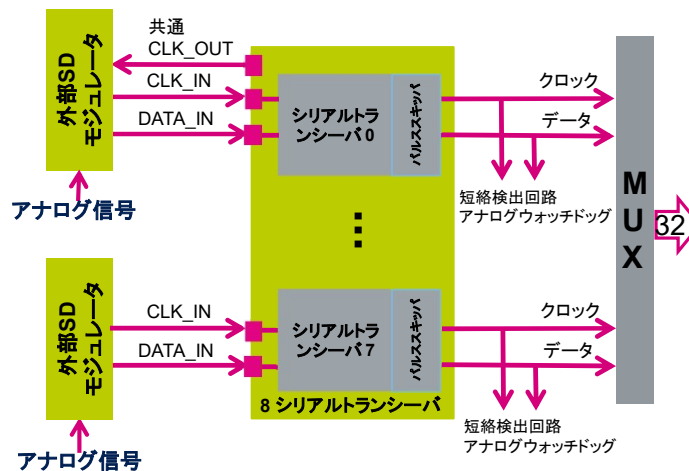 共通
CLK_OUT
CLK_IN
DATA_IN
外部SD
モジュレータ
アナログ信号
シリアルトラ
ンシーバ 0
パルススキッパ
クロック
データ
短絡検出回路
アナログウォッチドッグ
M
U
X
32
外部SD
モジュレータ
CLK_IN
DATA_IN
アナログ信号
シリアルトラ
ンシーバ 7
パルススキッパ
8 シリアルトランシーバ
クロック
データ
短絡検出回路
アナログウォッチドッグ